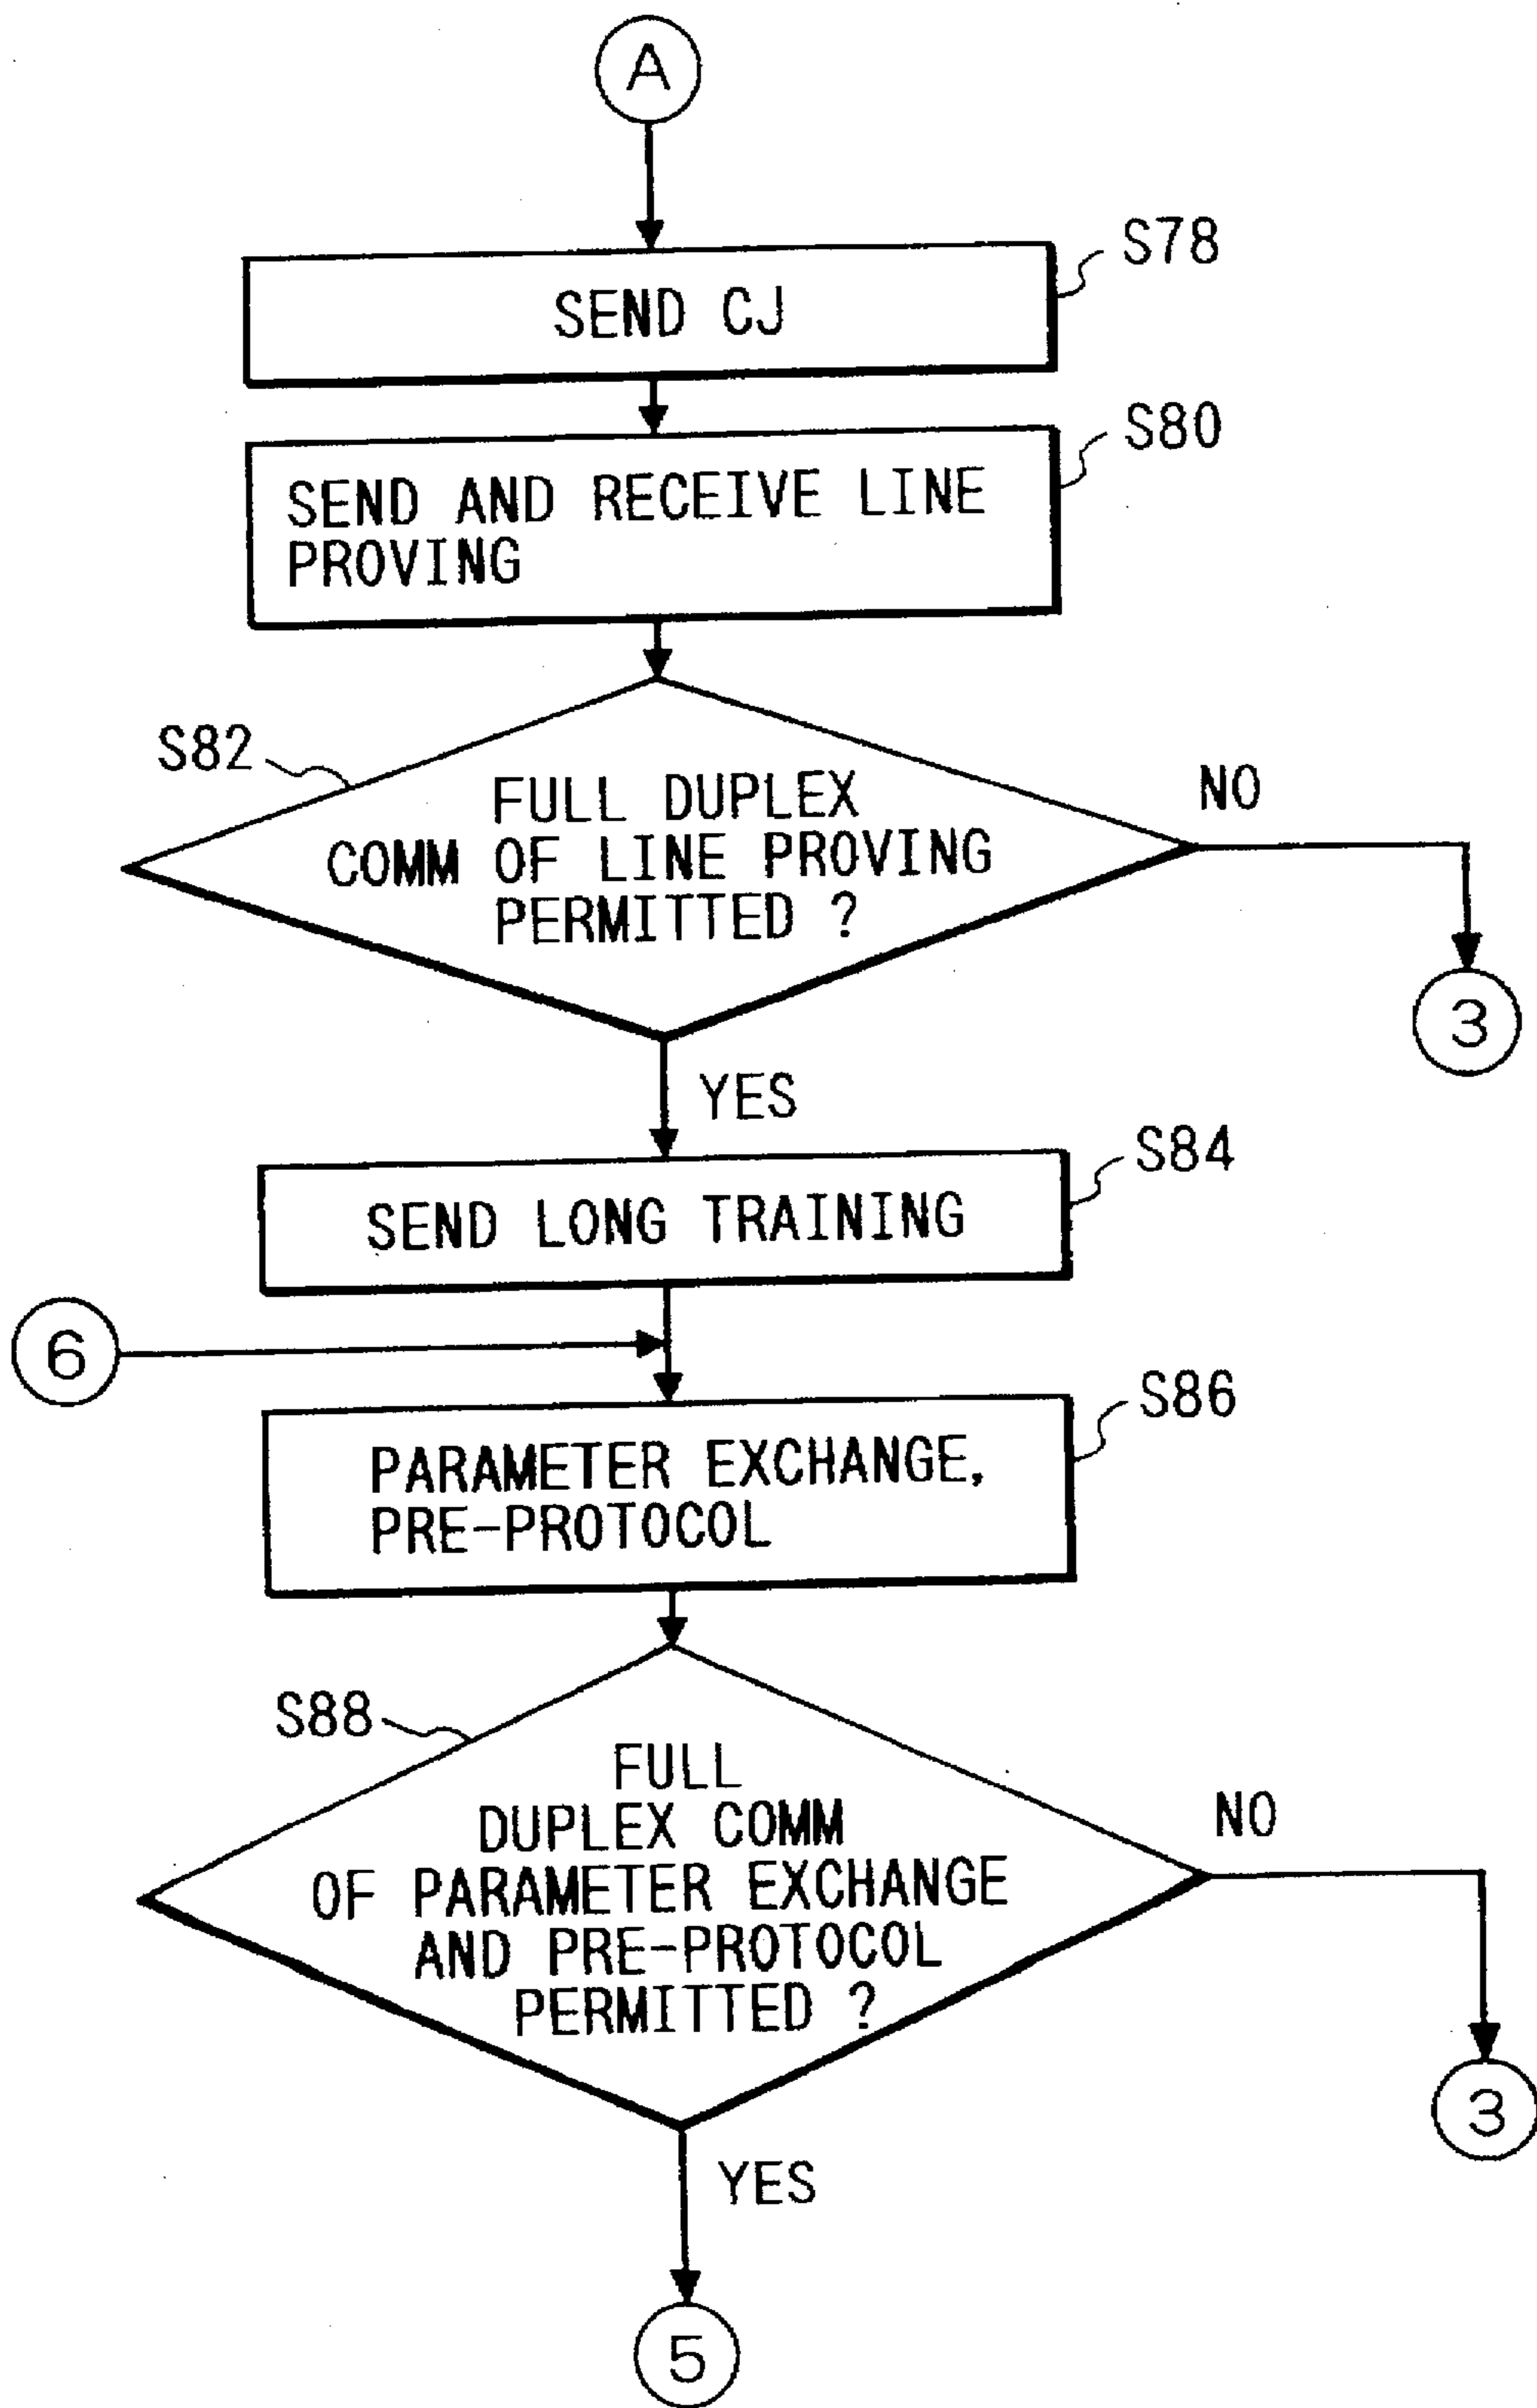 A
S78
SEND CJ
S80
SEND AND RECEIVE LINE
PROVING
S82
FULL DUPLEX
COMM OF LINE PROVING
PERMITTED ?
NO
3
YES
S84
SEND LONG TRAINING
6
S86
PARAMETER EXCHANGE,
PRE-PROTOCOL
S88
FULL
DUPLEX COMM
OF PARAMETER EXCHANGE
AND PRE-PROTOCOL
PERMITTED ?
NO
3
YES
5